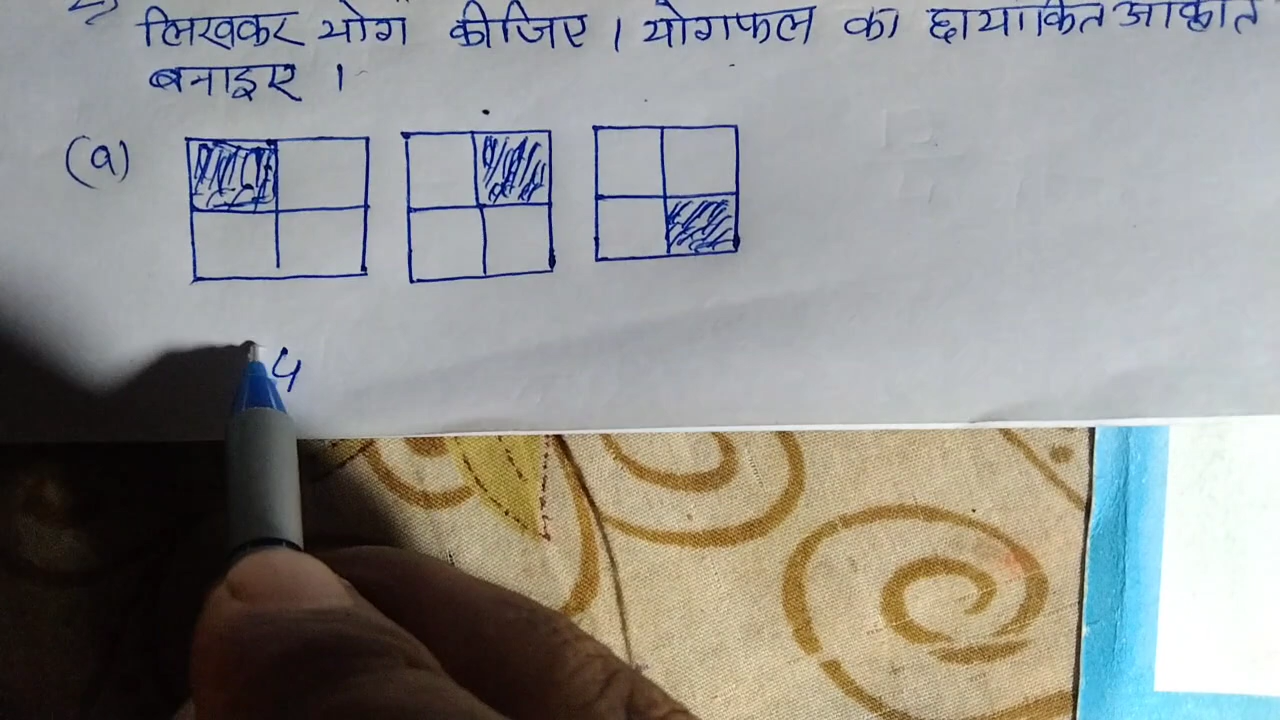 लिखकर योग कीजिए । योगफल का छायांकित आकृति
बनाइए ।
(a)
4